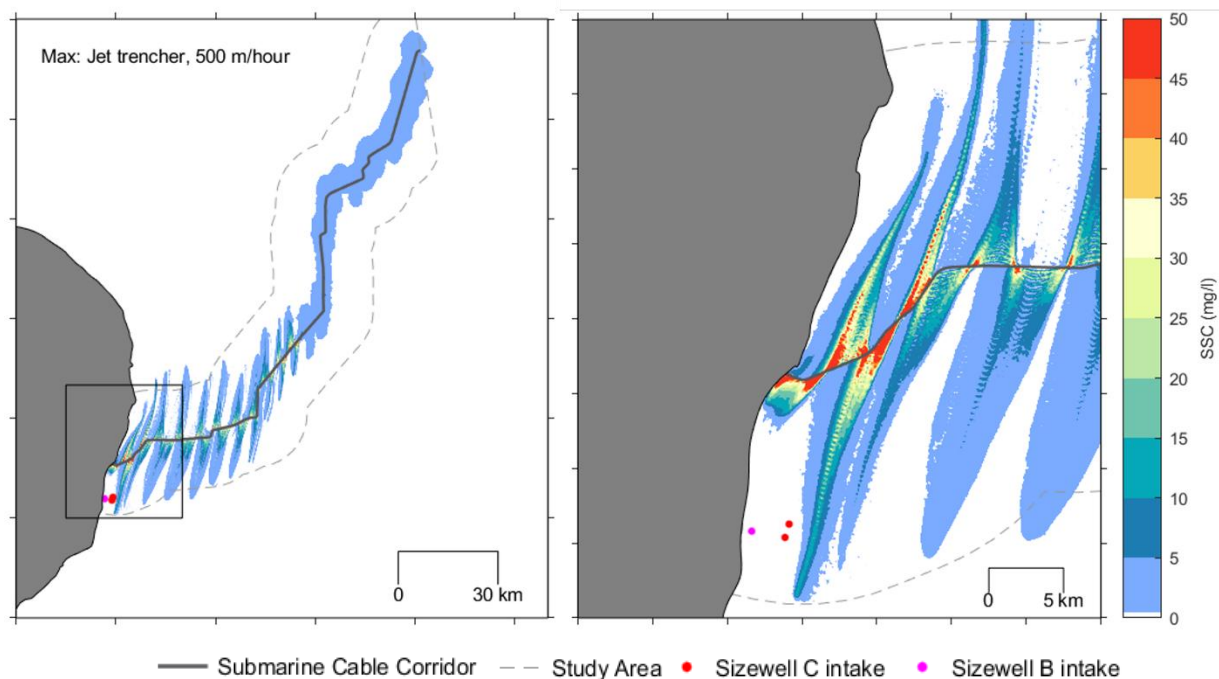 Max: Jet trencher, 500 m/hour
0 30 km
0 5 km
50
45
40
35
30
25
20
15
10
5
0
SSC (mg/l)
Submarine Cable Corridor Study Area Sizewell C intake Sizewell B intake